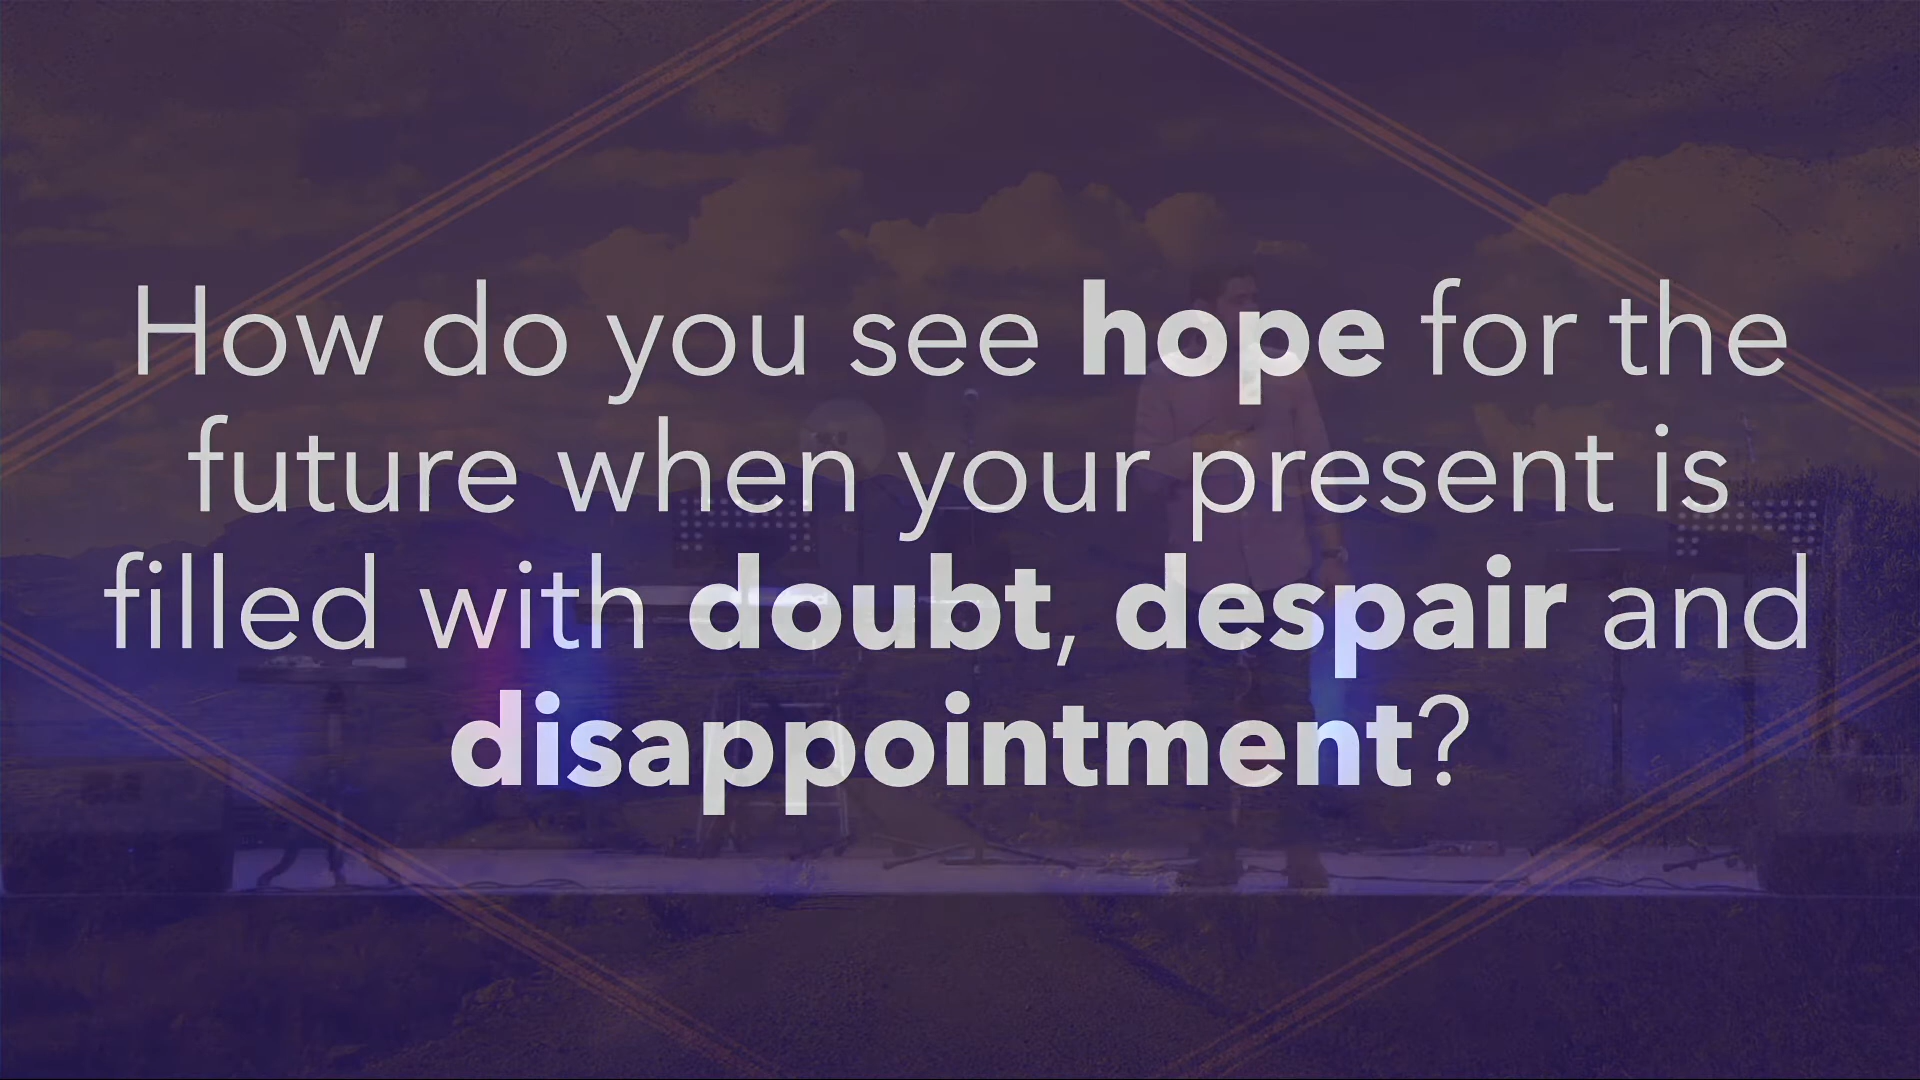 How do you see hope for the
future when your present is
filled with doubt, despair and
disappointment?